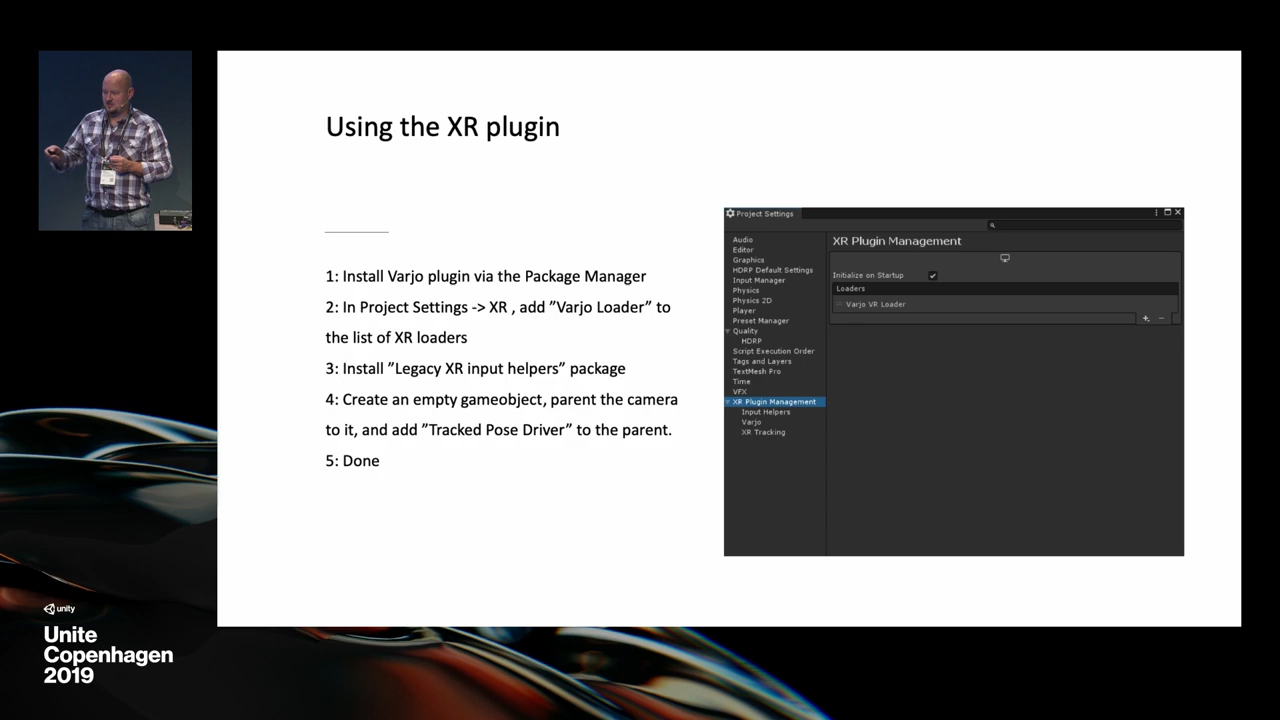 Using the XR plugin
1: Install Varjo plugin via the Package Manager
2: In Project Settings -> XR , add ”Varjo Loader” to
the list of XR loaders
3: Install ”Legacy XR input helpers” package
4: Create an empty gameobject, parent the camera
to it, and add ”Tracked Pose Driver” to the parent.
5: Done
Project Settings
Audio
Editor
Graphics
HDRP Default Settings
Input Manager
Physics
Physics 2D
Player
Preset Manager
Quality
HDRP
Script Execution Order
Tags and Layers
TextMesh Pro
Time
VFX
XR Plugin Management
Input Helpers
Varjo
XR Tracking
XR Plugin Management
Initialize on Startup
Loaders
Varjo VR Loader
unity
Unite
Copenhagen
2019